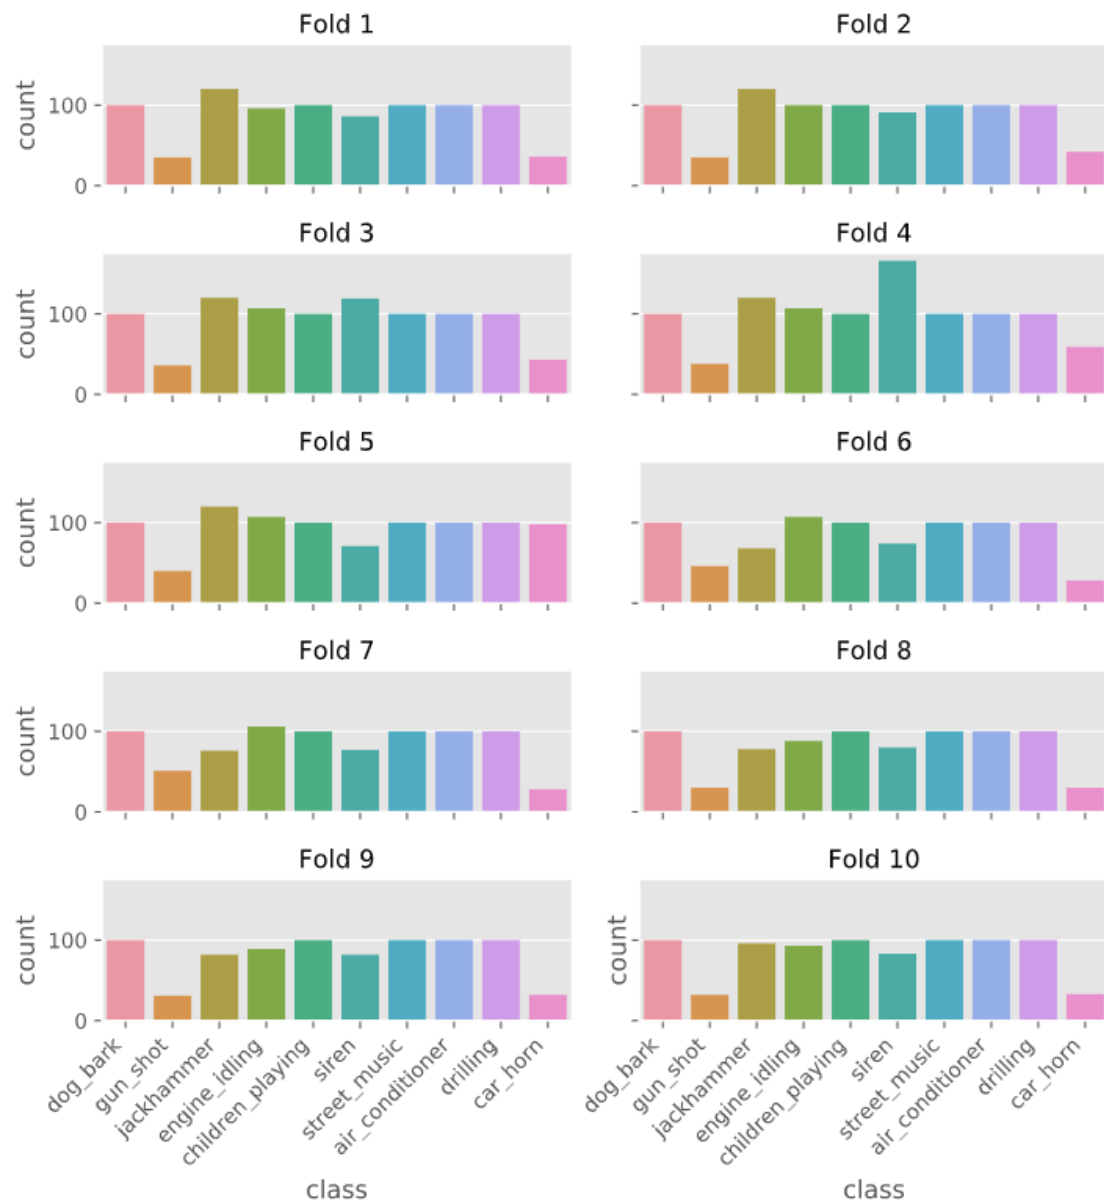 Fold 1
Fold 2
count
100
0
Fold 3
Fold 4
count
100
0
Fold 5
Fold 6
count
100
0
Fold 7
Fold 8
count
100
0
Fold 9
Fold 10
count
100
0
count
dog_bark
gun_shot
jackhammer
engine_idling
children_playing
siren
street_music
air_conditioner
drilling
car_horn
class
dog_bark
gun_shot
jackhammer
engine_idling
children_playing
siren
street_music
air_conditioner
drilling
car_horn
class